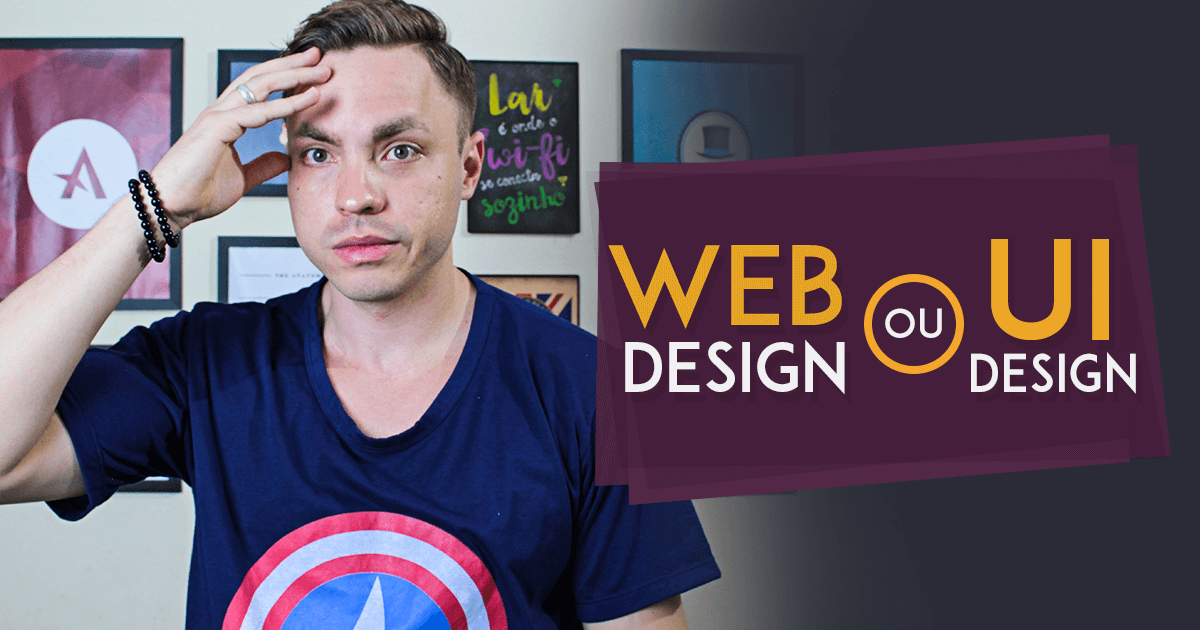 Lar
é onde o
wi-fi
se conecta
sozinho
WEB
DESIGN
OU
UI
DESIGN